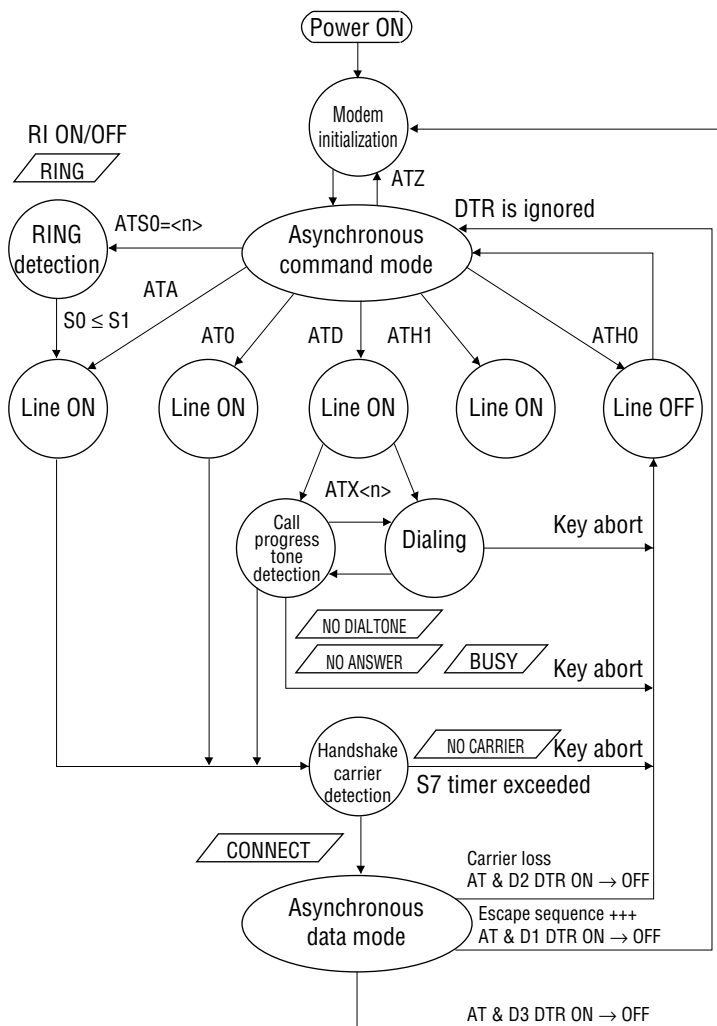 Power ON
Modem
initialization
RI ON/OFF
RING
ATZ
DTR is ignored
RING
detection
ATS0=<n>
Asynchronous
command mode
ATA
S0 ≤ S1
AT0
ATD
ATH1
ATH0
Line ON
Line ON
Line ON
Line ON
Line OFF
ATX<n>
Call
progress
tone
detection
Dialing
Key abort
NO DIALTONE
NO ANSWER
BUSY
Key abort
Handshake
carrier
detection
NO CARRIER
Key abort
S7 timer exceeded
CONNECT
Carrier loss
AT & D2 DTR ON → OFF
Asynchronous
data mode
Escape sequence +++
AT & D1 DTR ON → OFF
AT & D3 DTR ON → OFF